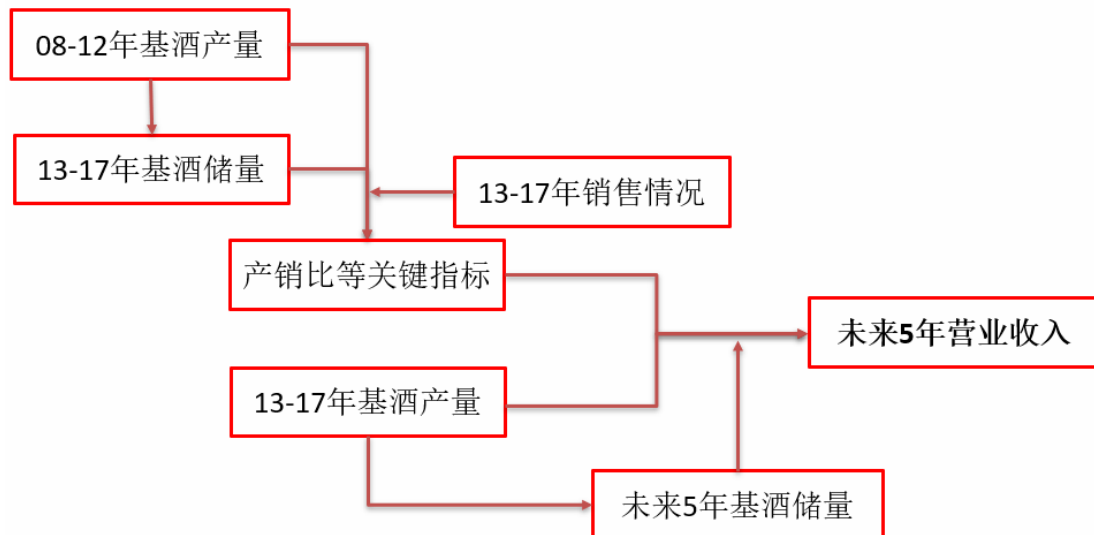 08-12年基酒产量
13-17年基酒储量
13-17年销售情况
产销比等关键指标
未来5年营业收入
13-17年基酒产量
未来5年基酒储量